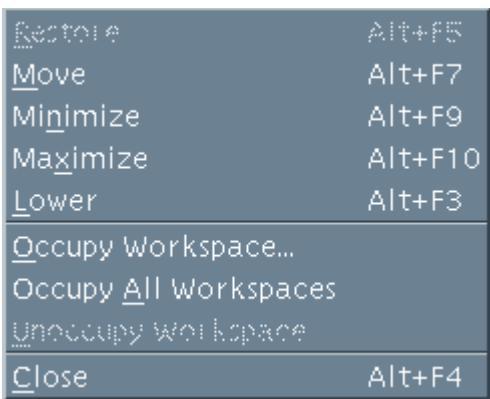 Restore Alt+F5
Move Alt+F7
Minimize Alt+F9
Maximize Alt+F10
Lower Alt+F3
Occupy Workspace...
Occupy All Workspaces
Unoccupy Workspace
Close Alt+F4